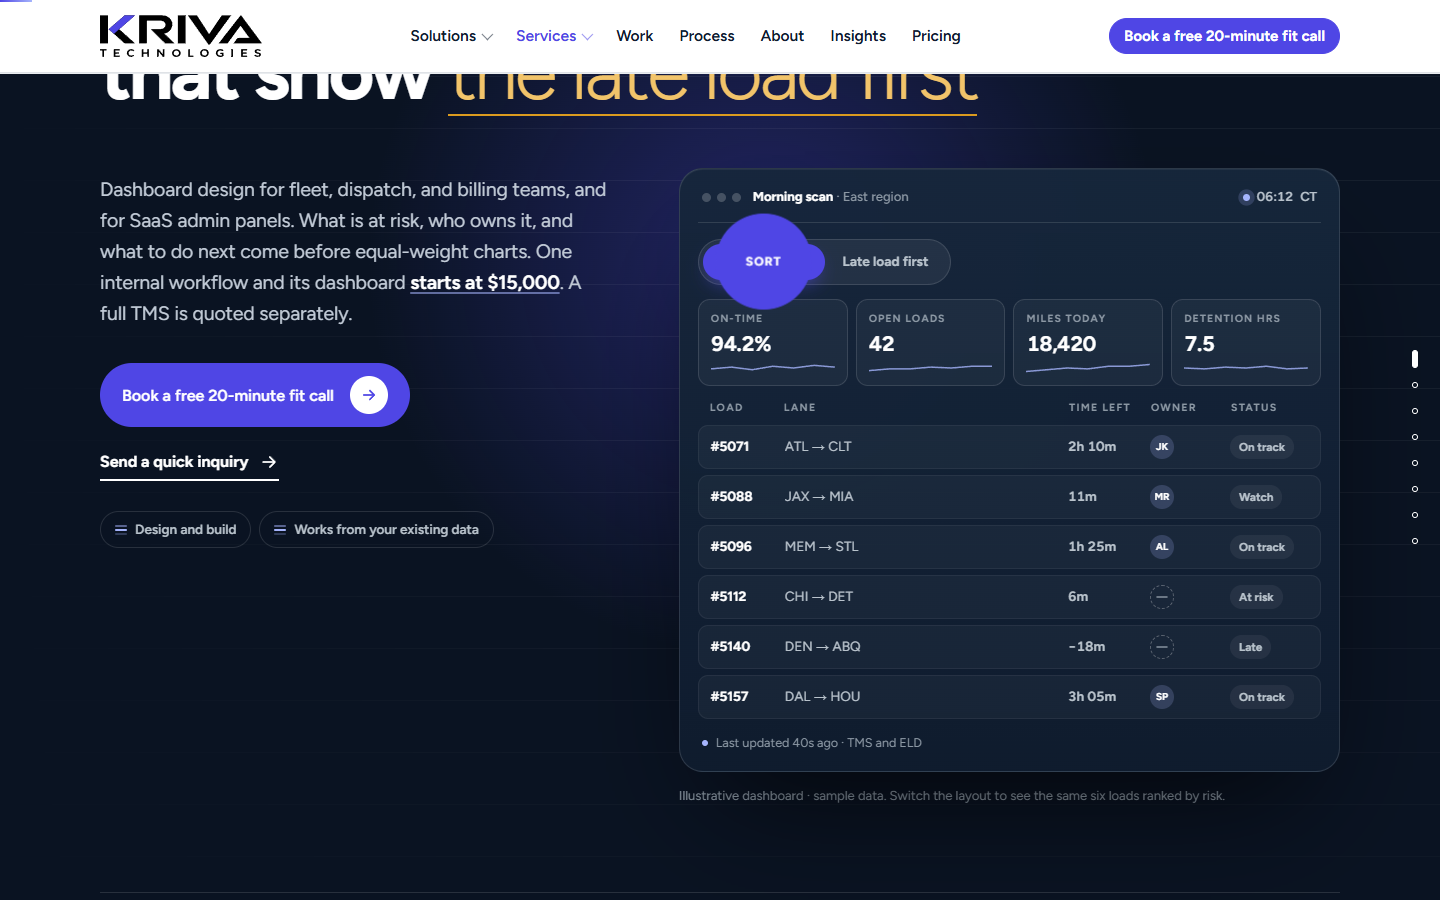 KRIVA
TECHNOLOGIES
Solutions
Services
Work
Process
About
Insights
Pricing
Book a free 20-minute fit call
that show the late load first
Dashboard design for fleet, dispatch, and billing teams, and
for SaaS admin panels. What is at risk, who owns it, and
what to do next come before equal-weight charts. One
internal workflow and its dashboard starts at $15,000. A
full TMS is quoted separately.
Book a free 20-minute fit call
Send a quick inquiry →
Design and build
Works from your existing data
Morning scan · East region
06:12 CT
SORT
Late load first
ON-TIME
94.2%
OPEN LOADS
42
MILES TODAY
18,420
DETENTION HRS
7.5
LOAD LANE TIME LEFT OWNER STATUS
#5071 ATL → CLT 2h 10m JK On track
#5088 JAX → MIA 11m MR Watch
#5096 MEM → STL 1h 25m AL On track
#5112 CHI → DET 6m — At risk
#5140 DEN → ABQ −18m — Late
#5157 DAL → HOU 3h 05m SP On track
Last updated 40s ago · TMS and ELD
Illustrative dashboard · sample data. Switch the layout to see the same six loads ranked by risk.